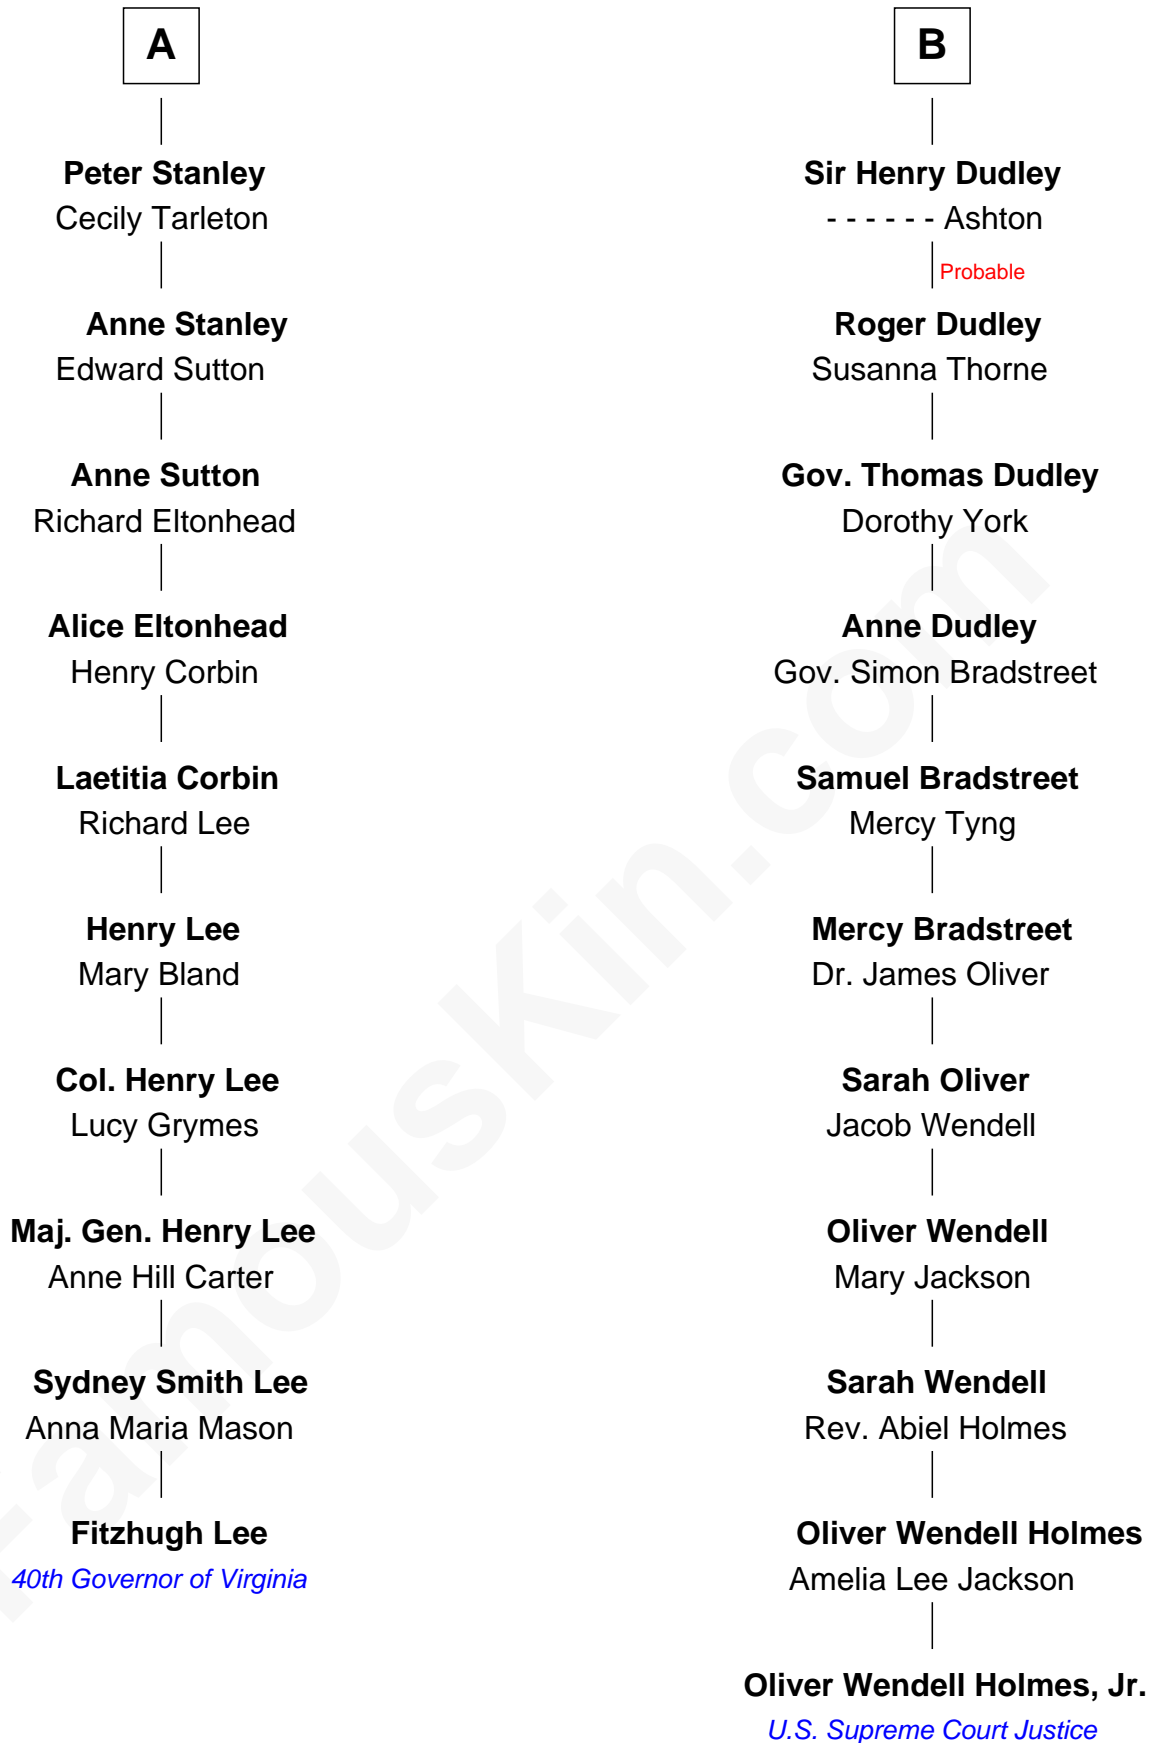 A
Peter Stanley
Cecily Tarleton
Anne Stanley
Edward Sutton
Anne Sutton
Richard Eltonhead
Alice Eltonhead
Henry Corbin
Laetitia Corbin
Richard Lee
Henry Lee
Mary Bland
Col. Henry Lee
Lucy Grymes
Maj. Gen. Henry Lee
Anne Hill Carter
Sydney Smith Lee
Anna Maria Mason
Fitzhugh Lee
40th Governor of Virginia
B
Sir Henry Dudley
- - - - - - Ashton
Probable
Roger Dudley
Susanna Thorne
Gov. Thomas Dudley
Dorothy York
Anne Dudley
Gov. Simon Bradstreet
Samuel Bradstreet
Mercy Tyng
Mercy Bradstreet
Dr. James Oliver
Sarah Oliver
Jacob Wendell
Oliver Wendell
Mary Jackson
Sarah Wendell
Rev. Abiel Holmes
Oliver Wendell Holmes
Amelia Lee Jackson
Oliver Wendell Holmes, Jr.
U.S. Supreme Court Justice
FamousKin.com